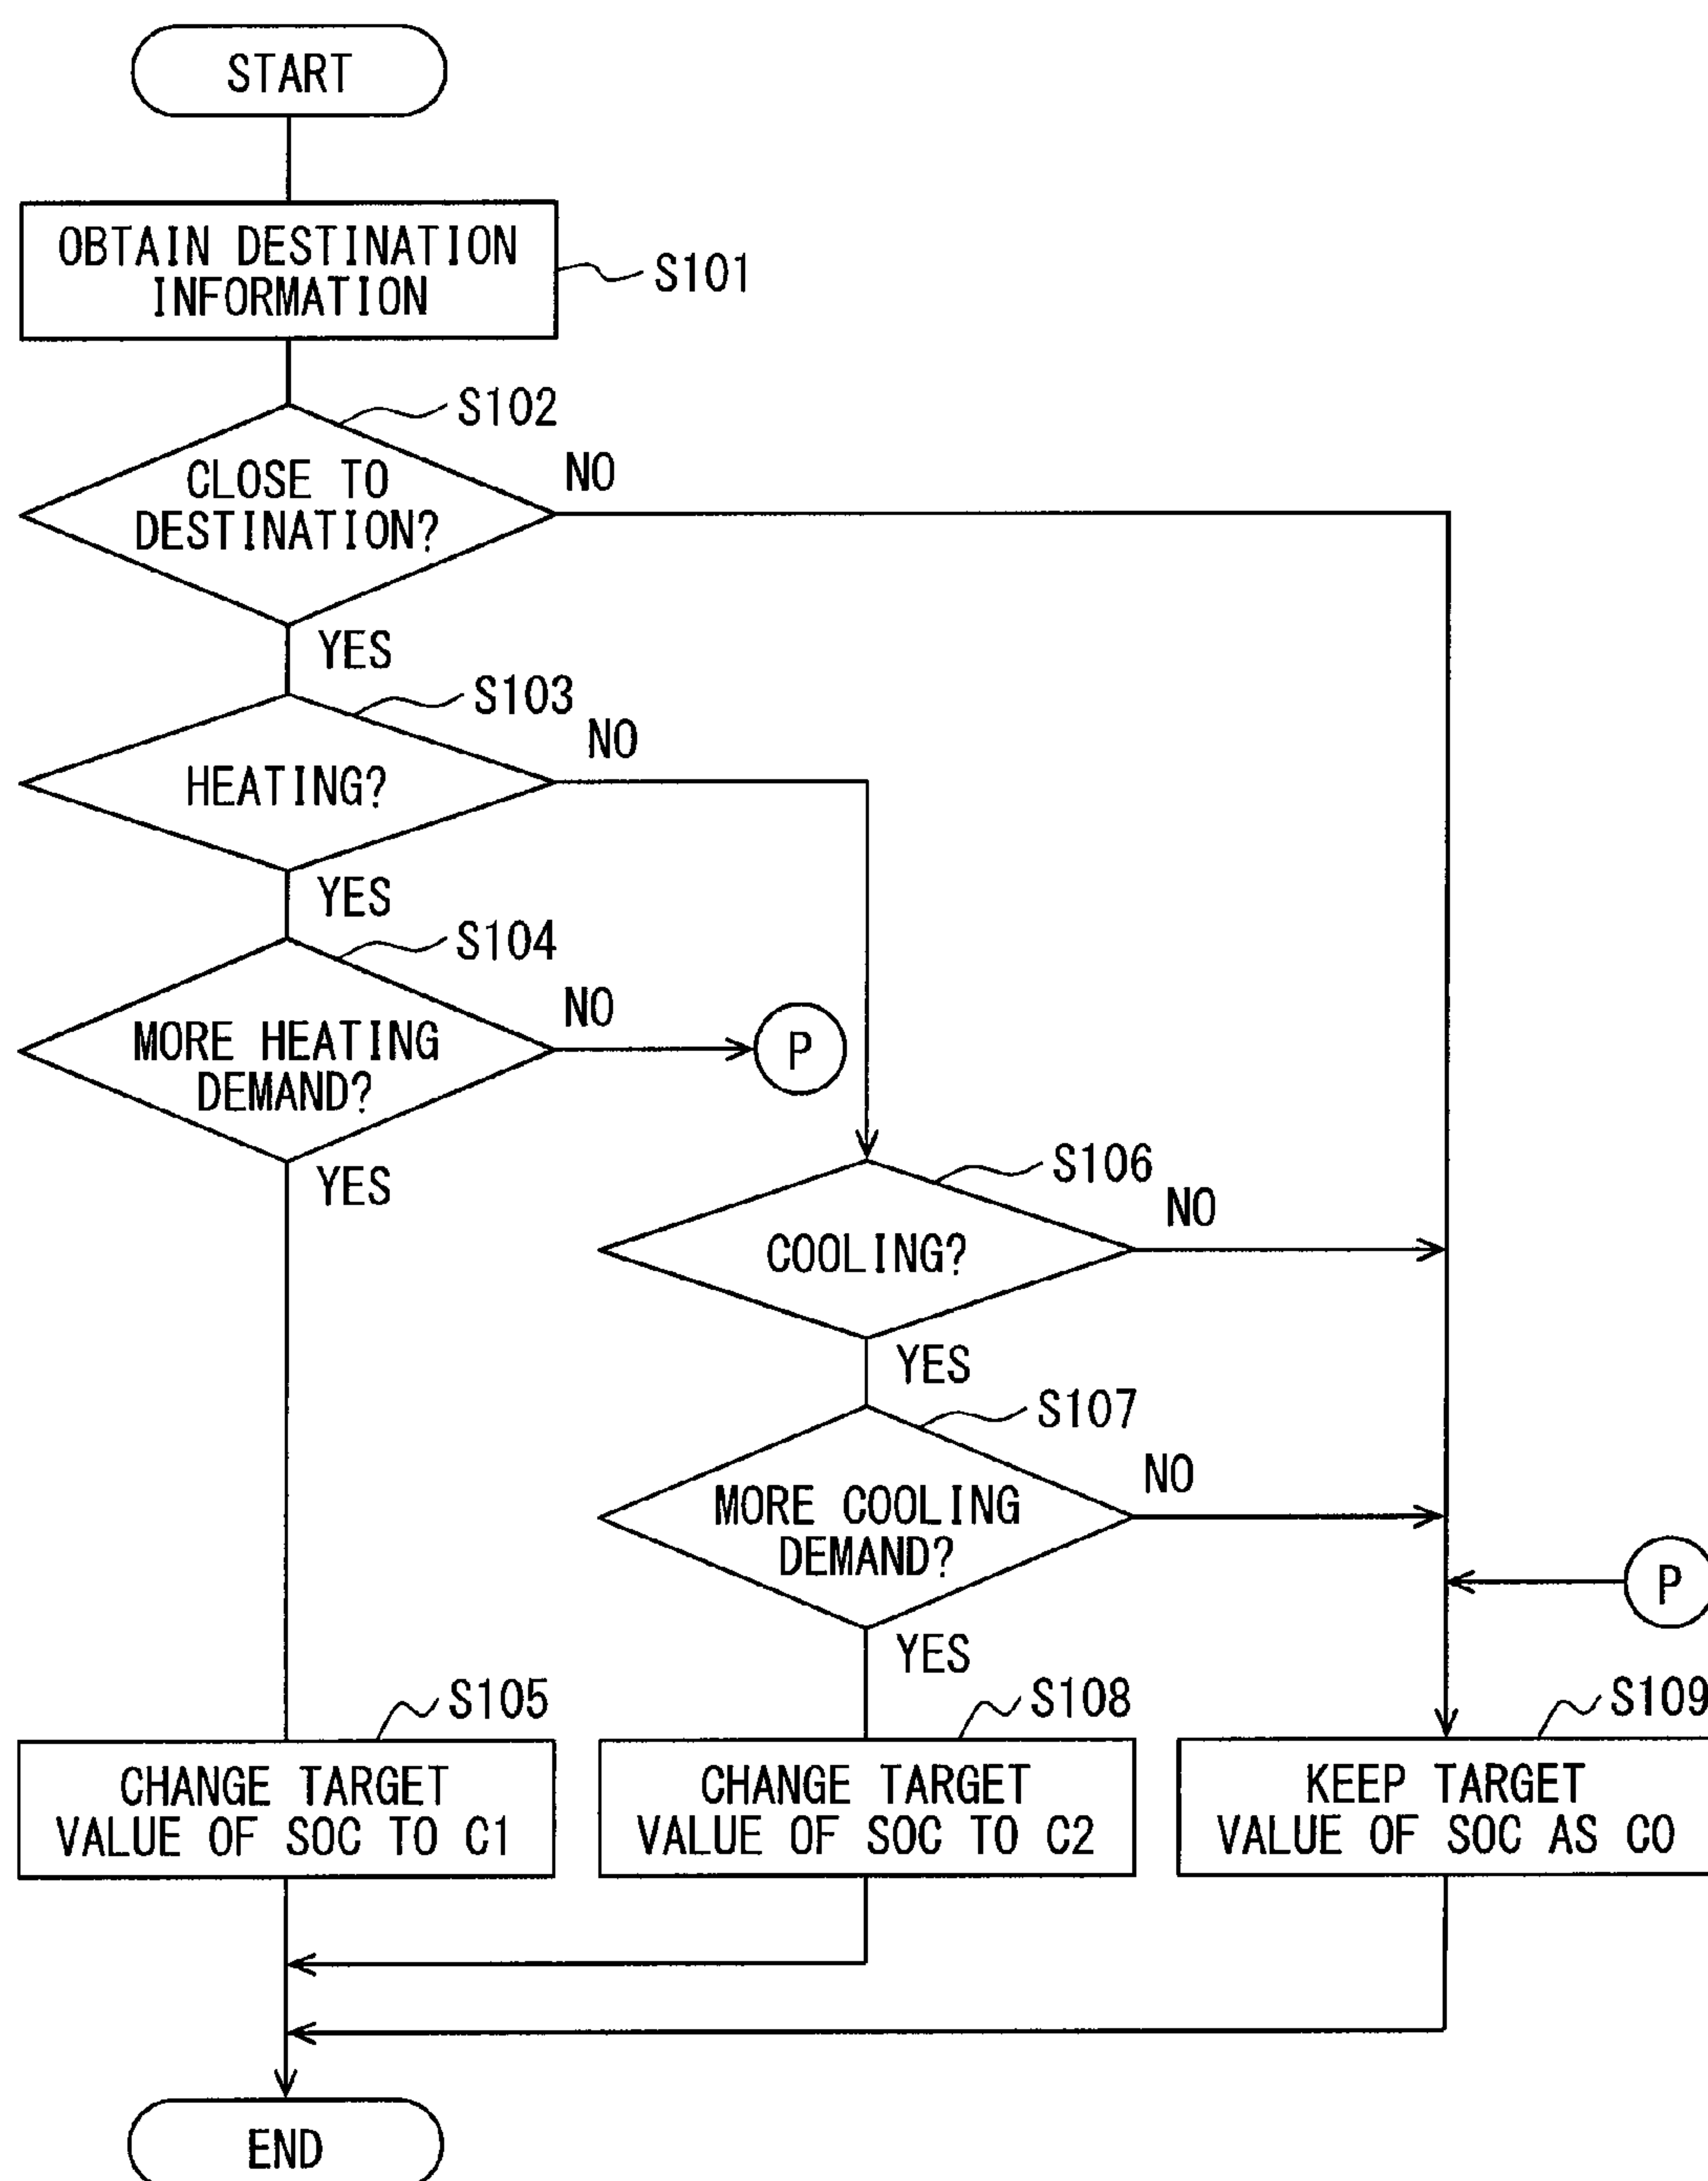 START
OBTAIN DESTINATION
INFORMATION
S101
S102
CLOSE TO
DESTINATION?
NO
YES
S103
HEATING?
NO
YES
S104
MORE HEATING
DEMAND?
NO
P
YES
S106
COOLING?
NO
YES
S107
MORE COOLING
DEMAND?
NO
P
YES
S105
CHANGE TARGET
VALUE OF SOC TO C1
S108
CHANGE TARGET
VALUE OF SOC TO C2
S109
KEEP TARGET
VALUE OF SOC AS C0
END